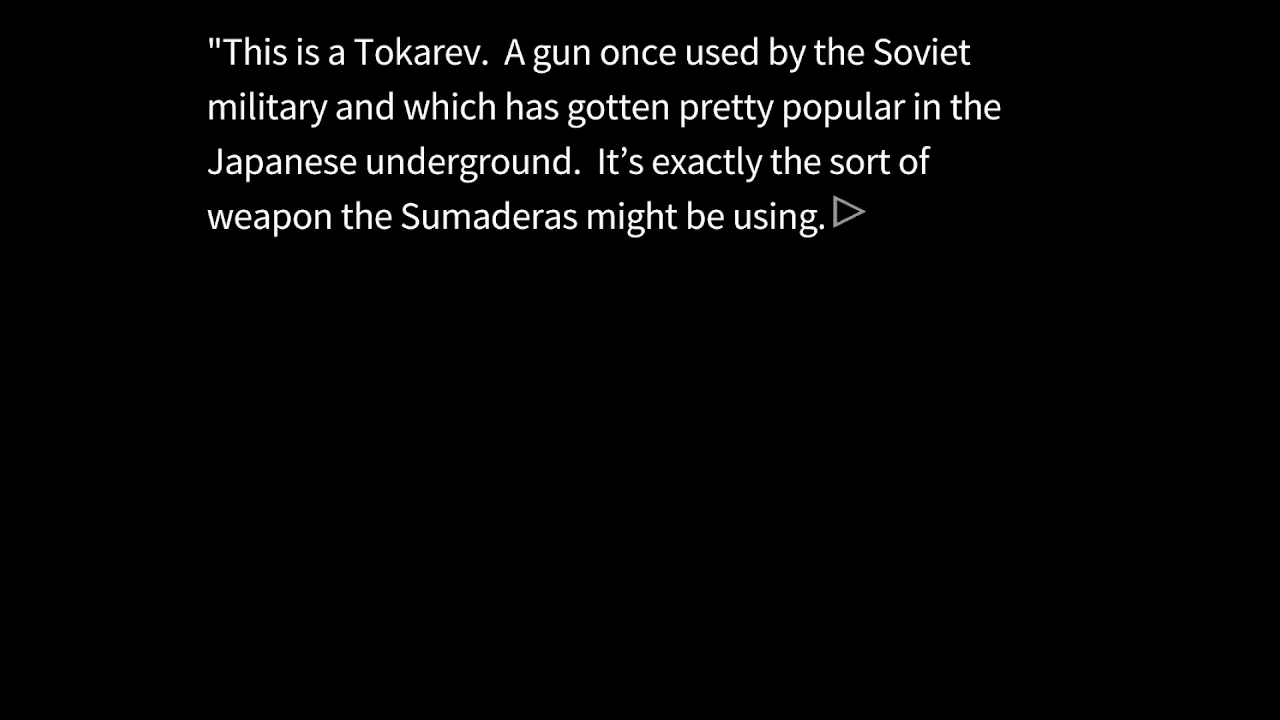 "This is a Tokarev.  A gun once used by the Soviet
military and which has gotten pretty popular in the
Japanese underground.  It’s exactly the sort of
weapon the Sumaderas might be using.